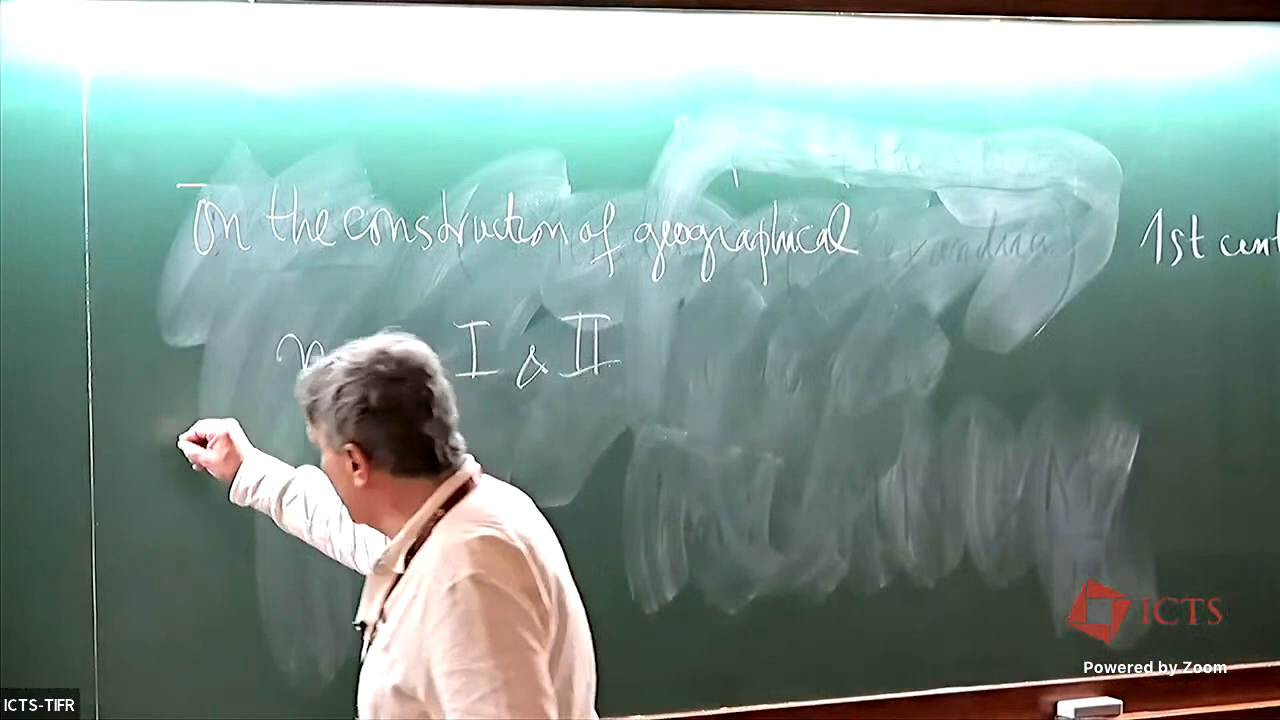 On the construction of geographical
1st cent
I & II
ICTS
Powered by Zoom
ICTS-TIFR